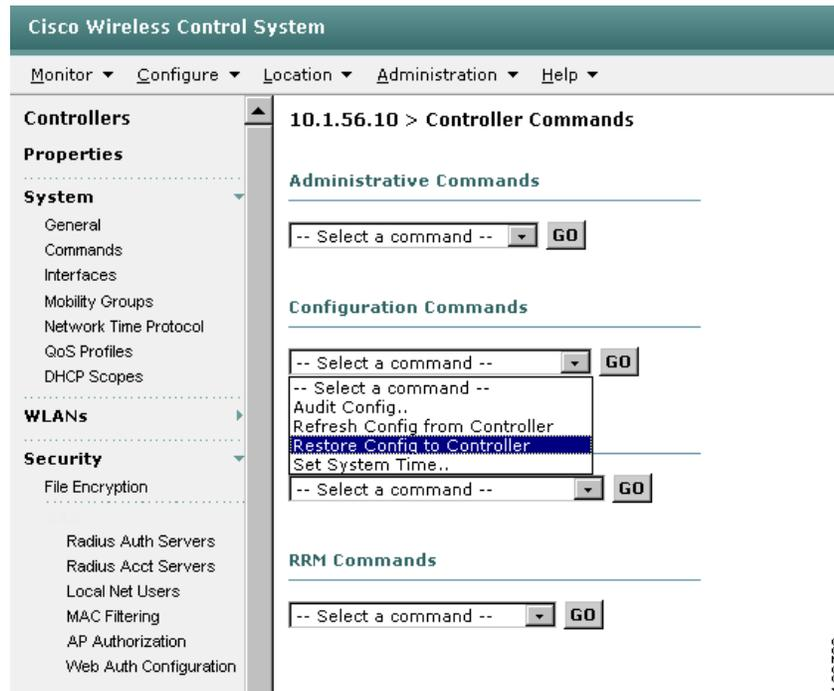 Cisco Wireless Control System
Monitor Configure Location Administration Help
Controllers
Properties
System
General
Commands
Interfaces
Mobility Groups
Network Time Protocol
QoS Profiles
DHCP Scopes
WLANs
Security
File Encryption
Radius Auth Servers
Radius Acct Servers
Local Net Users
MAC Filtering
AP Authorization
Web Auth Configuration
10.1.56.10 > Controller Commands
Administrative Commands
-- Select a command -- GO
Configuration Commands
-- Select a command -- GO
-- Select a command --
Audit Config..
Refresh Config from Controller
Restore Config to Controller
Set System Time..
-- Select a command -- GO
RRM Commands
-- Select a command -- GO